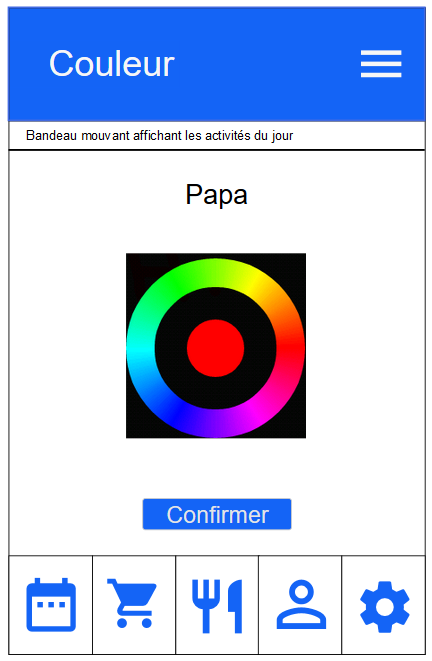 Couleur
Bandeau mouvant affichant les activités du jour
Papa
Confirmer